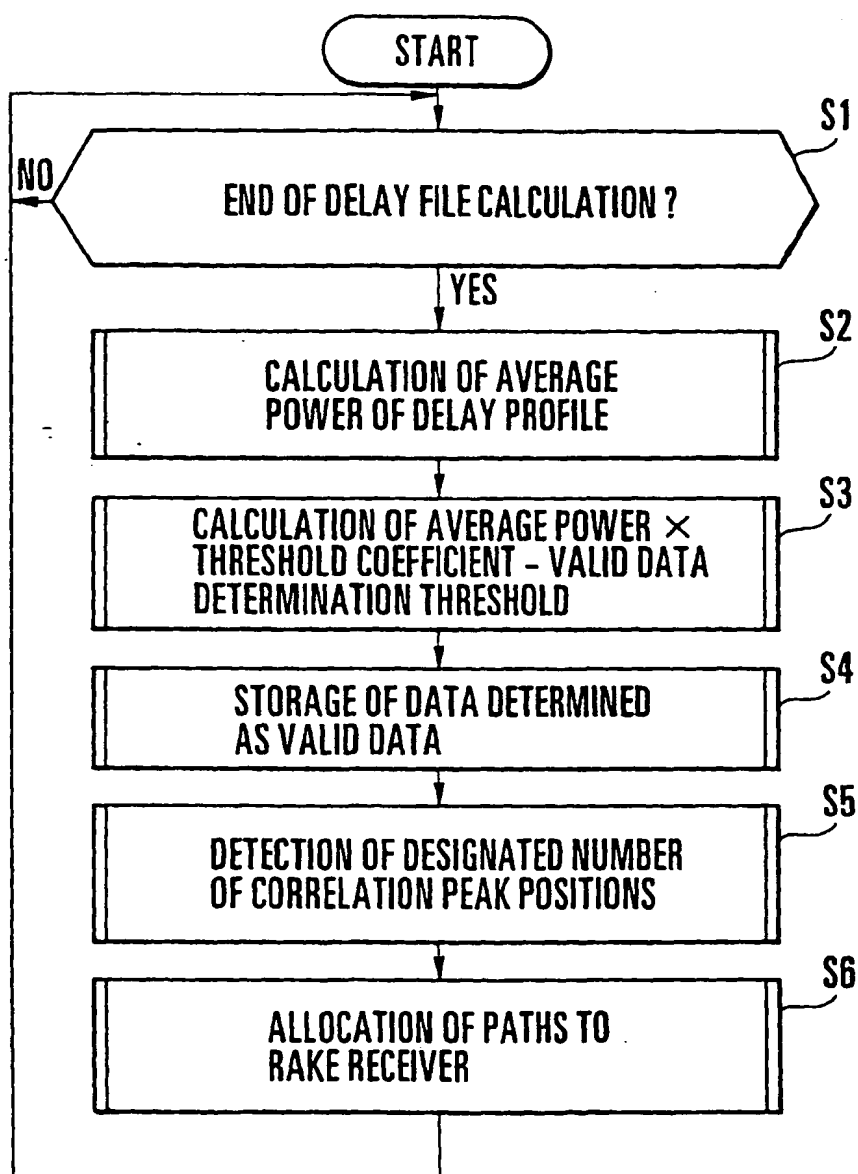 START
S1
NO
END OF DELAY FILE CALCULATION ?
YES
S2
CALCULATION OF AVERAGE
POWER OF DELAY PROFILE
S3
CALCULATION OF AVERAGE POWER ×
THRESHOLD COEFFICIENT – VALID DATA
DETERMINATION THRESHOLD
S4
STORAGE OF DATA DETERMINED
AS VALID DATA
S5
DETECTION OF DESIGNATED NUMBER
OF CORRELATION PEAK POSITIONS
S6
ALLOCATION OF PATHS TO
RAKE RECEIVER